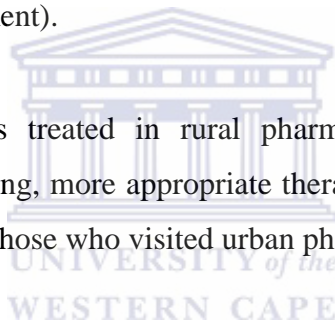 ent).
s treated in rural pharm
ng, more appropriate thera
hose who visited urban ph
UNIVERSITY of the
WESTERN CAPE